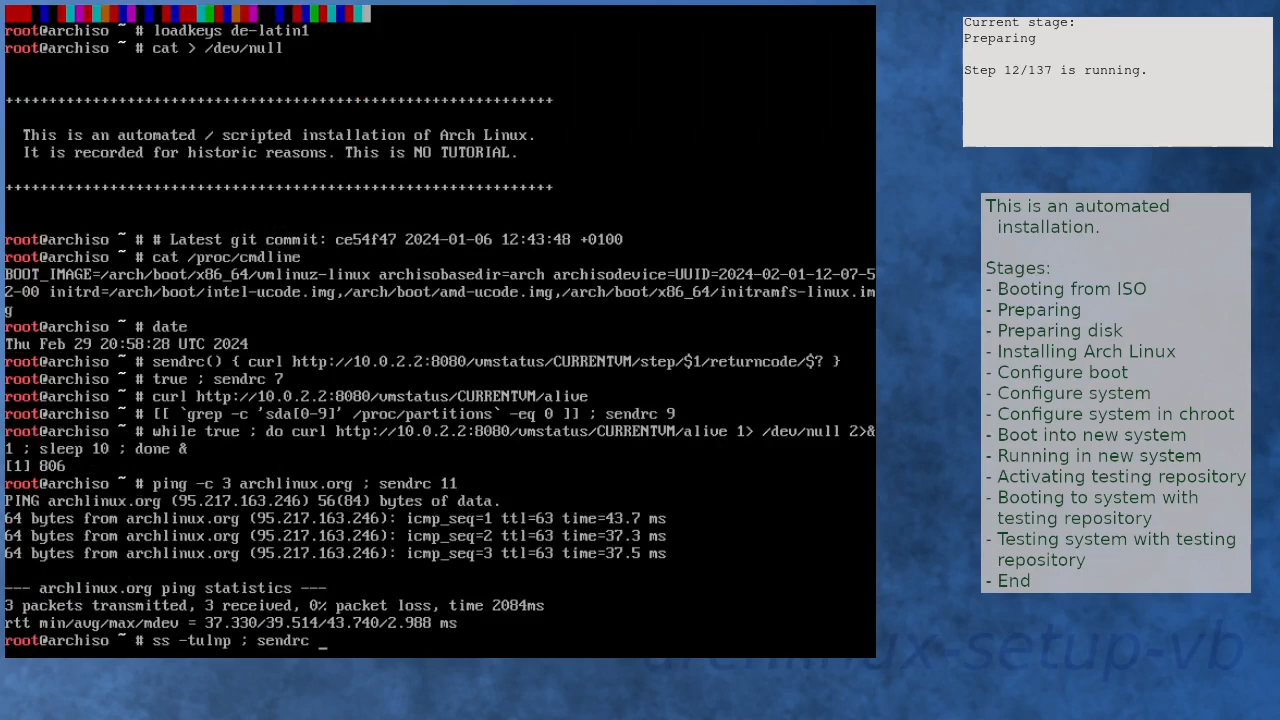 root@archiso ~ # loadkeys de-latin1
root@archiso ~ # cat > /dev/null
++++++++++++++++++++++++++++++++++++++++++++++++++++++++++++++++
This is an automated / scripted installation of Arch Linux.
It is recorded for historic reasons. This is NO TUTORIAL.
++++++++++++++++++++++++++++++++++++++++++++++++++++++++++++++++
root@archiso ~ # # Latest git commit: ce54f47 2024-01-06 12:43:48 +0100
root@archiso ~ # cat /proc/cmdline
BOOT_IMAGE=/arch/boot/x86_64/vmlinuz-linux archisobasedir=arch archisodevice=UUID=2024-02-01-12-07-5
2-00 initrd=/arch/boot/intel-ucode.img,/arch/boot/amd-ucode.img,/arch/boot/x86_64/initramfs-linux.im
g
root@archiso ~ # date
Thu Feb 29 20:58:28 UTC 2024
root@archiso ~ # sendrc() { curl http://10.0.2.2:8080/vmstatus/CURRENTVM/step/$1/returncode/$? }
root@archiso ~ # true ; sendrc 7
root@archiso ~ # curl http://10.0.2.2:8080/vmstatus/CURRENTVM/alive
root@archiso ~ # [[ `grep -c 'sda[0-9]' /proc/partitions` -eq 0 ]] ; sendrc 9
root@archiso ~ # while true ; do curl http://10.0.2.2:8080/vmstatus/CURRENTVM/alive 1> /dev/null 2>&
1 ; sleep 10 ; done &
[1] 806
root@archiso ~ # ping -c 3 archlinux.org ; sendrc 11
PING archlinux.org (95.217.163.246) 56(84) bytes of data.
64 bytes from archlinux.org (95.217.163.246): icmp_seq=1 ttl=63 time=43.7 ms
64 bytes from archlinux.org (95.217.163.246): icmp_seq=2 ttl=63 time=37.3 ms
64 bytes from archlinux.org (95.217.163.246): icmp_seq=3 ttl=63 time=37.5 ms
--- archlinux.org ping statistics ---
3 packets transmitted, 3 received, 0% packet loss, time 2084ms
rtt min/avg/max/mdev = 37.330/39.514/43.740/2.988 ms
root@archiso ~ # ss -tulnp ; sendrc _
Current stage:
Preparing
Step 12/137 is running.
This is an automated
installation.
Stages:
- Booting from ISO
- Preparing
- Preparing disk
- Installing Arch Linux
- Configure boot
- Configure system
- Configure system in chroot
- Boot into new system
- Running in new system
- Activating testing repository
- Booting to system with
testing repository
- Testing system with testing
repository
- End